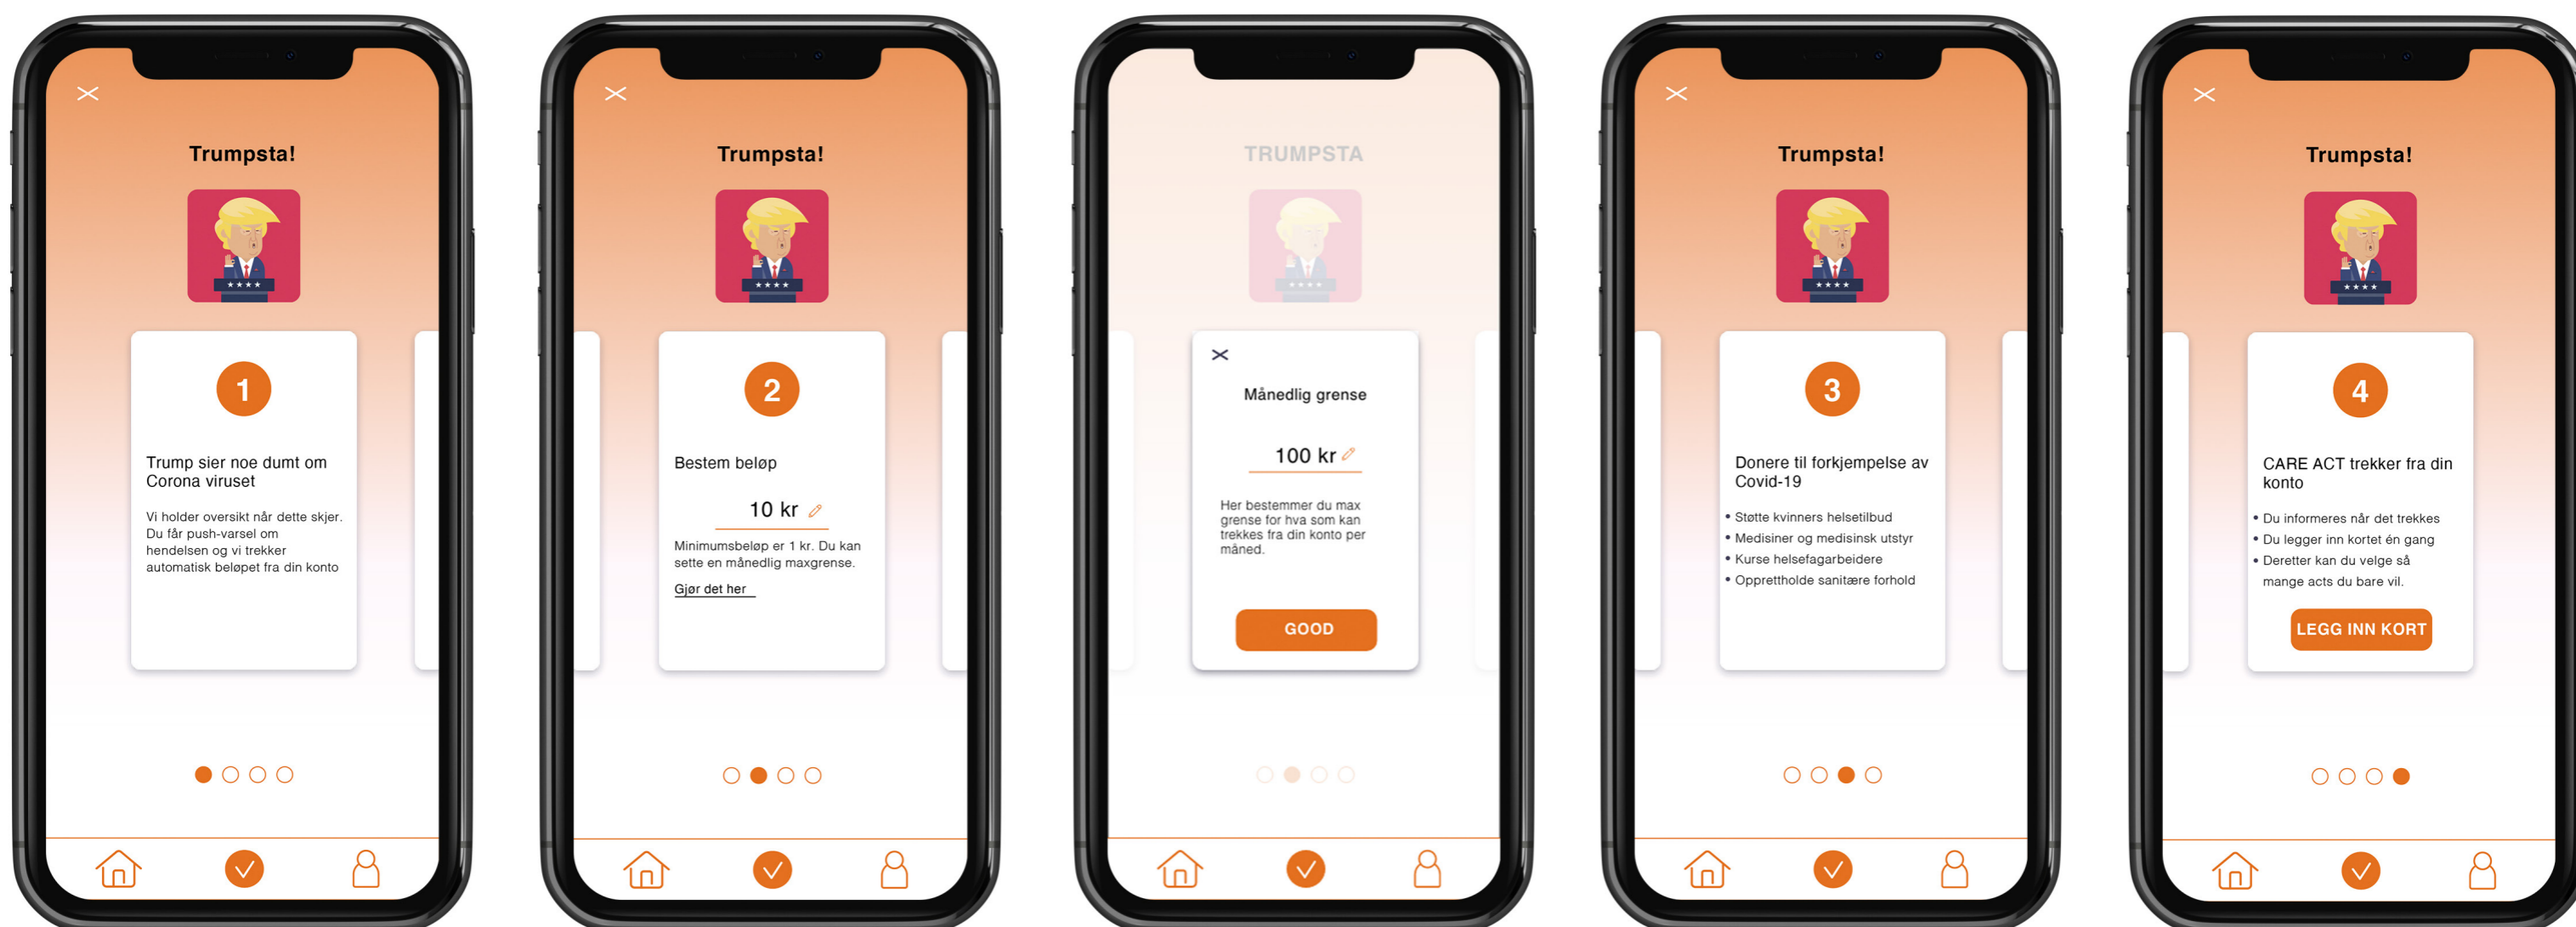 Trumpsta!
1
Trump sier noe dumt om
Corona viruset
Vi holder oversikt når dette skjer.
Du får push-varsel om
hendelsen og vi trekker
automatisk beløpet fra din konto
Trumpsta!
2
Bestem beløp
10 kr
Minimumsbeløp er 1 kr. Du kan
sette en månedlig maxgrense.
Gjør det her
TRUMPSTA
Månedlig grense
100 kr
Her bestemmer du max
grense for hva som kan
trekkes fra din konto per
måned.
GOOD
Trumpsta!
3
Donere til forkjempelse av
Covid-19
• Støtte kvinners helsetilbud
• Medisiner og medisinsk utstyr
• Kurse helsefagarbeidere
• Opprettholde sanitære forhold
Trumpsta!
4
CARE ACT trekker fra din
konto
• Du informeres når det trekkes
• Du legger inn kortet én gang
• Deretter kan du velge så
mange acts du bare vil.
LEGG INN KORT